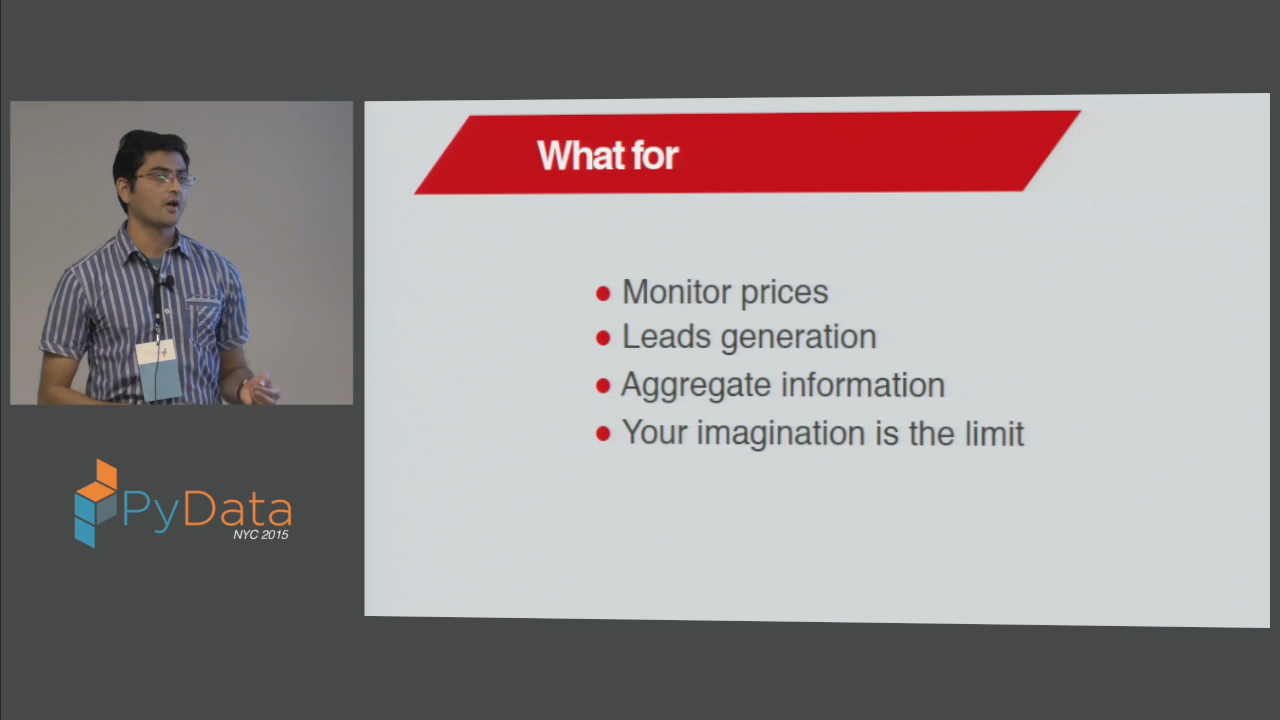 What for
Monitor prices
Leads generation
Aggregate information
Your imagination is the limit
PyData
NYC 2015